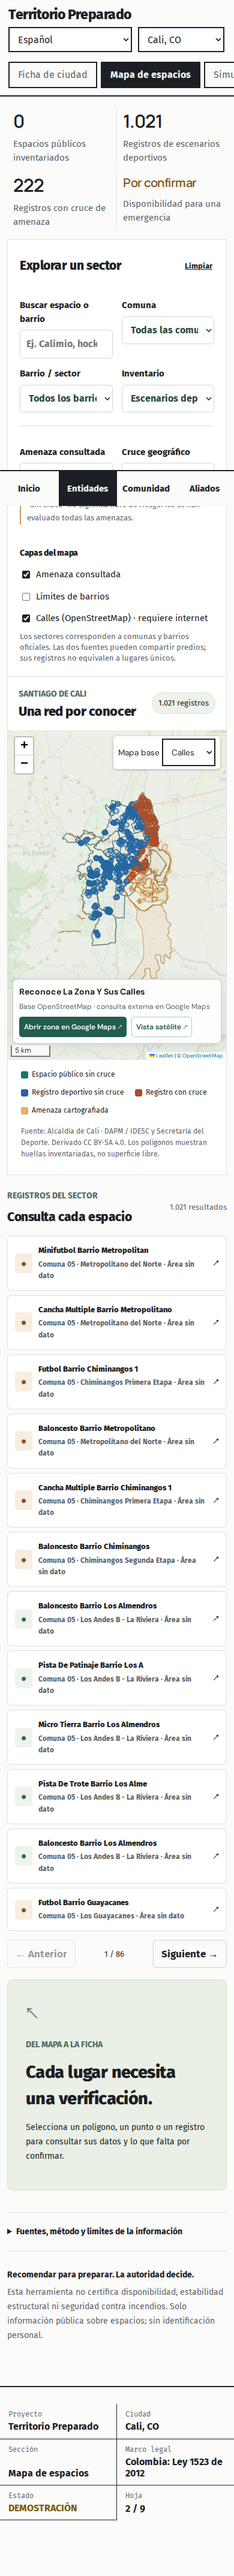 Territorio Preparado
Español
Cali, CO
Ficha de ciudad
Mapa de espacios
Simu
0
Espacios públicos
inventariados
1.021
Registros de escenarios
deportivos
222
Registros con cruce de
amenaza
Por confirmar
Disponibilidad para una
emergencia
Explorar un sector
Limpiar
Buscar espacio o
barrio
Ej. Calimio, hock
Comuna
Todas las comu
Barrio / sector
Todos los barri
Inventario
Escenarios dep
Amenaza consultada
Cruce geográfico
Inicio
Entidades
Comunidad
Aliados
evaluado todas las amenazas.
Capas del mapa
Amenaza consultada
Límites de barrios
Calles (OpenStreetMap) · requiere internet
Los sectores corresponden a comunas y barrios
oficiales. Las dos fuentes pueden compartir predios;
sus registros no equivalen a lugares únicos.
SANTIAGO DE CALI
Una red por conocer
1.021 registros
+
−
Mapa base
Calles
Pichinde
25
Reconoce La Zona Y Sus Calles
Base OpenStreetMap · consulta externa en Google Maps
Abrir zona en Google Maps ↗
Vista satélite ↗
5 km
Leaflet | © OpenStreetMap
Espacio público sin cruce
Registro deportivo sin cruce
Registro con cruce
Amenaza cartografiada
Fuente: Alcaldía de Cali · DAPM / IDESC y Secretaría del
Deporte. Derivado CC BY-SA 4.0. Los polígonos muestran
huellas inventariadas, no superficie libre.
REGISTROS DEL SECTOR
Consulta cada espacio
1.021 resultados
Minifutbol Barrio Metropolitan
Comuna 05 · Metropolitano del Norte · Área sin
dato
↗
Cancha Multiple Barrio Metropolitano
Comuna 05 · Metropolitano del Norte · Área sin
dato
↗
Futbol Barrio Chiminangos 1
Comuna 05 · Chiminangos Primera Etapa · Área sin
dato
↗
Baloncesto Barrio Metropolitano
Comuna 05 · Metropolitano del Norte · Área sin
dato
↗
Cancha Multiple Barrio Chiminangos 1
Comuna 05 · Chiminangos Primera Etapa · Área sin
dato
↗
Baloncesto Barrio Chiminangos
Comuna 05 · Chiminangos Segunda Etapa · Área
sin dato
↗
Baloncesto Barrio Los Almendros
Comuna 05 · Los Andes B - La Riviera · Área sin
dato
↗
Pista De Patinaje Barrio Los A
Comuna 05 · Los Andes B - La Riviera · Área sin
dato
↗
Micro Tierra Barrio Los Almendros
Comuna 05 · Los Andes B - La Riviera · Área sin
dato
↗
Pista De Trote Barrio Los Alme
Comuna 05 · Los Andes B - La Riviera · Área sin
dato
↗
Baloncesto Barrio Los Almendros
Comuna 05 · Los Andes B - La Riviera · Área sin
dato
↗
Futbol Barrio Guayacanes
Comuna 05 · Los Guayacanes · Área sin dato
↗
← Anterior
1 / 86
Siguiente →
↖
DEL MAPA A LA FICHA
Cada lugar necesita
una verificación.
Selecciona un polígono, un punto o un registro
para consultar sus datos y lo que falta por
confirmar.
▶ Fuentes, método y límites de la información
Recomendar para preparar. La autoridad decide.
Esta herramienta no certifica disponibilidad, estabilidad
estructural ni seguridad contra incendios. Solo
información pública sobre espacios; sin identificación
personal.
Proyecto
Territorio Preparado
Ciudad
Cali, CO
Sección
Mapa de espacios
Marco legal
Colombia: Ley 1523 de
2012
Estado
DEMOSTRACIÓN
Hoja
2 / 9